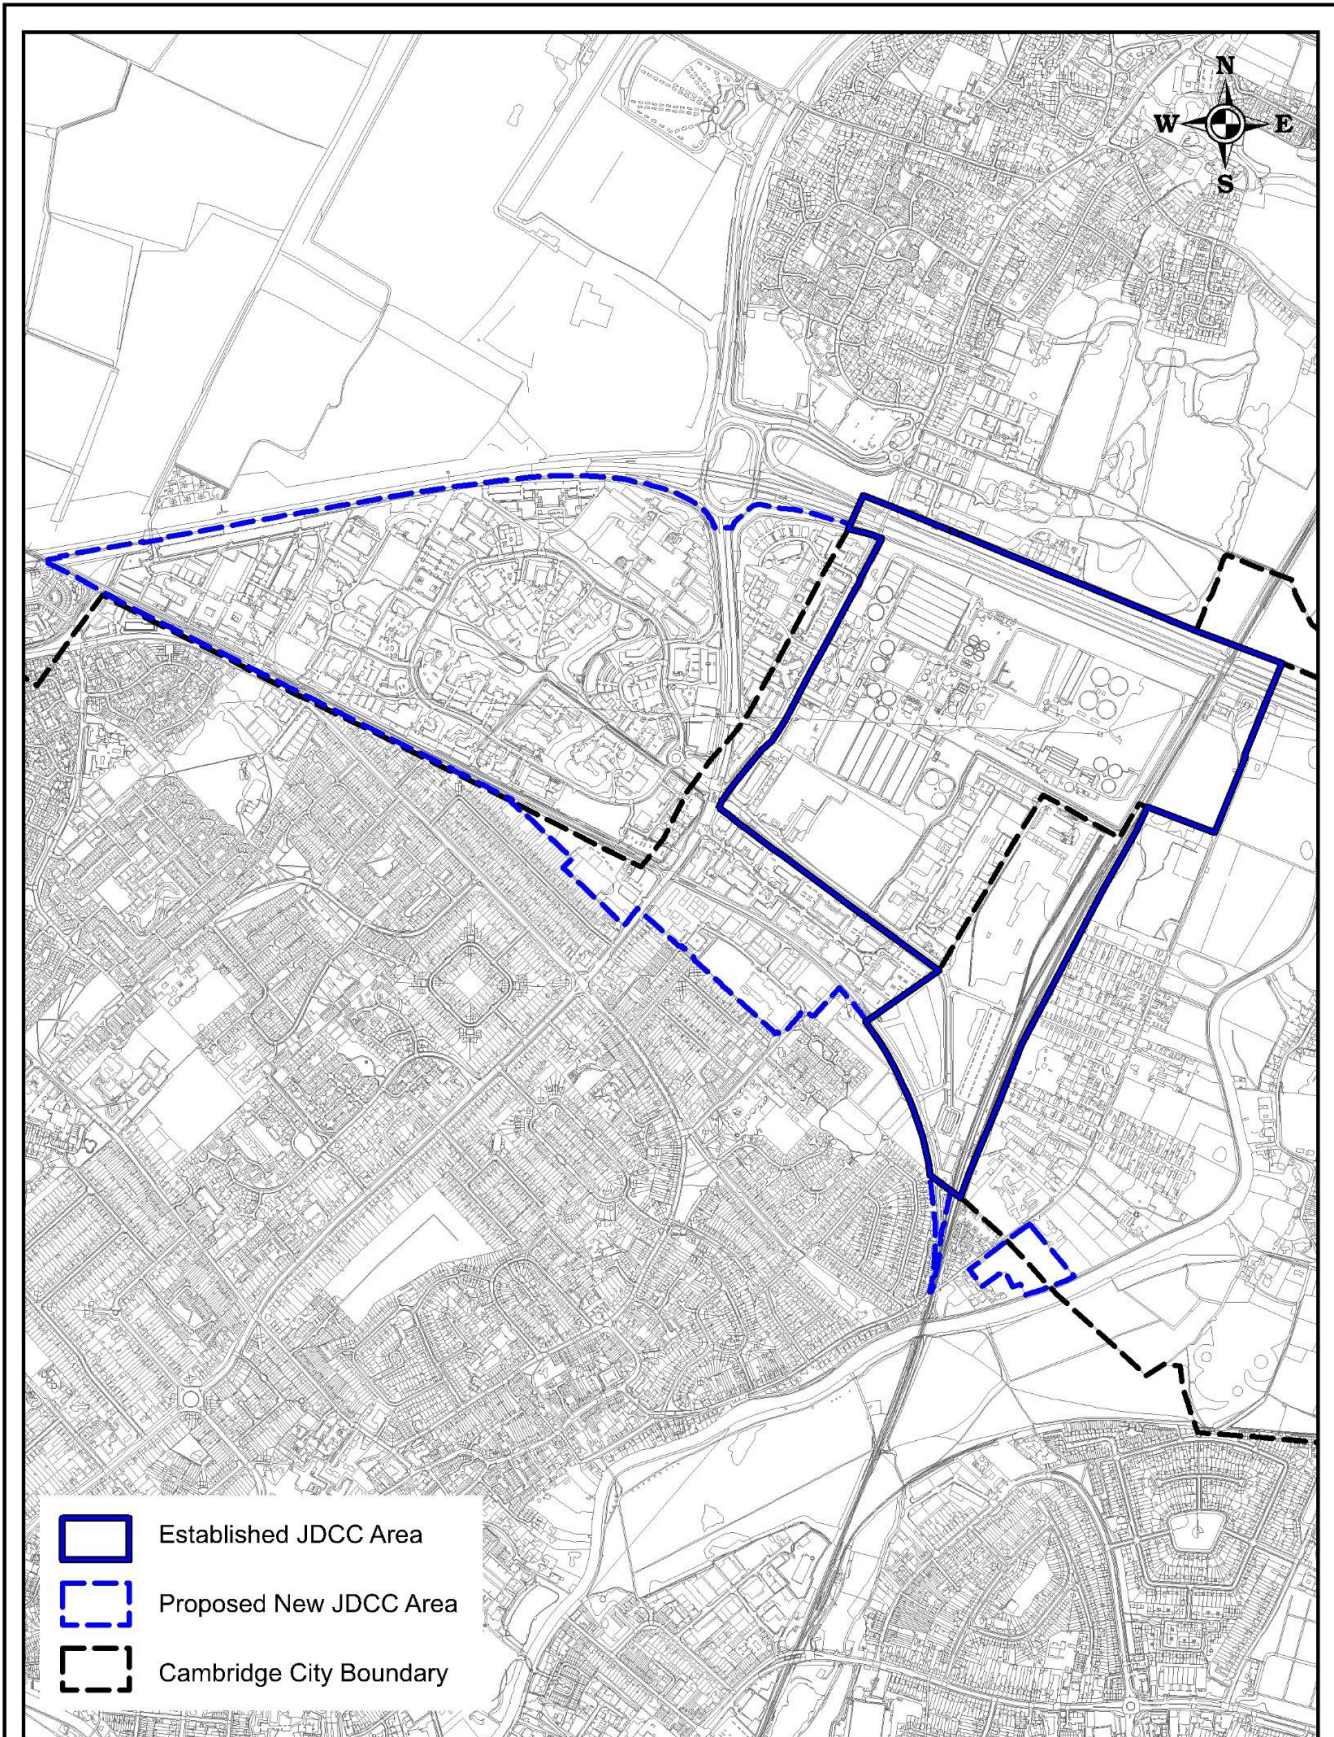 N
W E
S
Established JDCC Area
Proposed New JDCC Area
Cambridge City Boundary